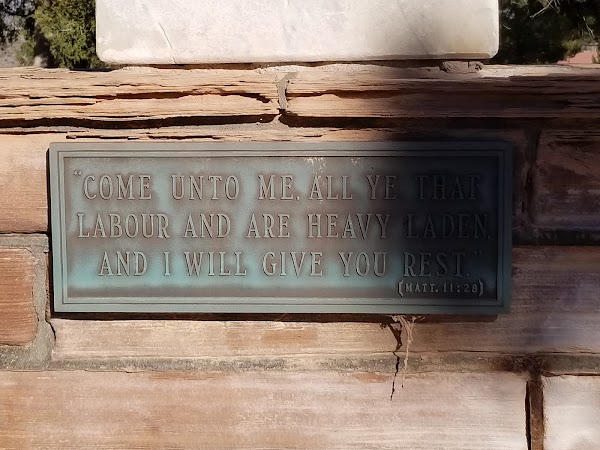 "COME UNTO ME, ALL YE THAT
LABOUR AND ARE HEAVY LADEN,
AND I WILL GIVE YOU REST."
(MATT. 11:28)